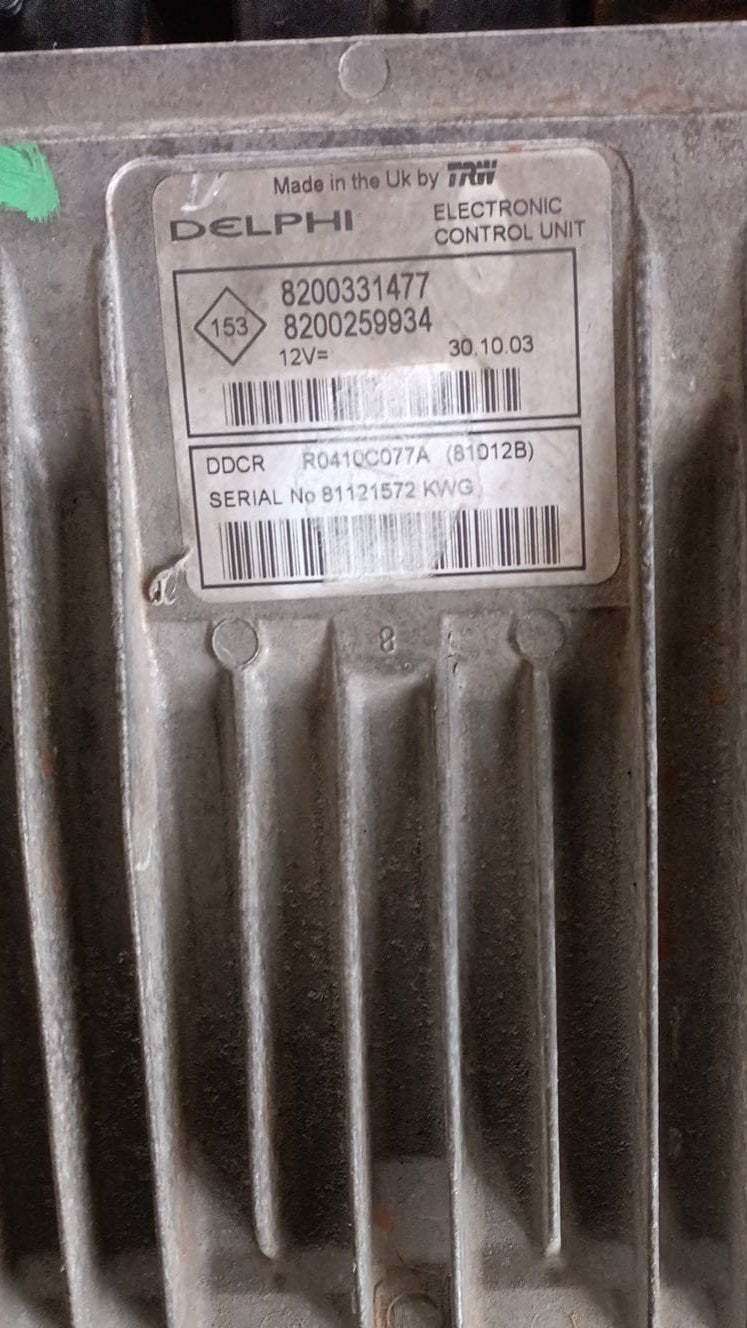 Made in the Uk by TRW
DELPHI
ELECTRONIC
CONTROL UNIT
153
8200331477
8200259934
12V=
30.10.03
DDCR R0410C077A (81012B)
SERIAL No 81121572 KWG
8